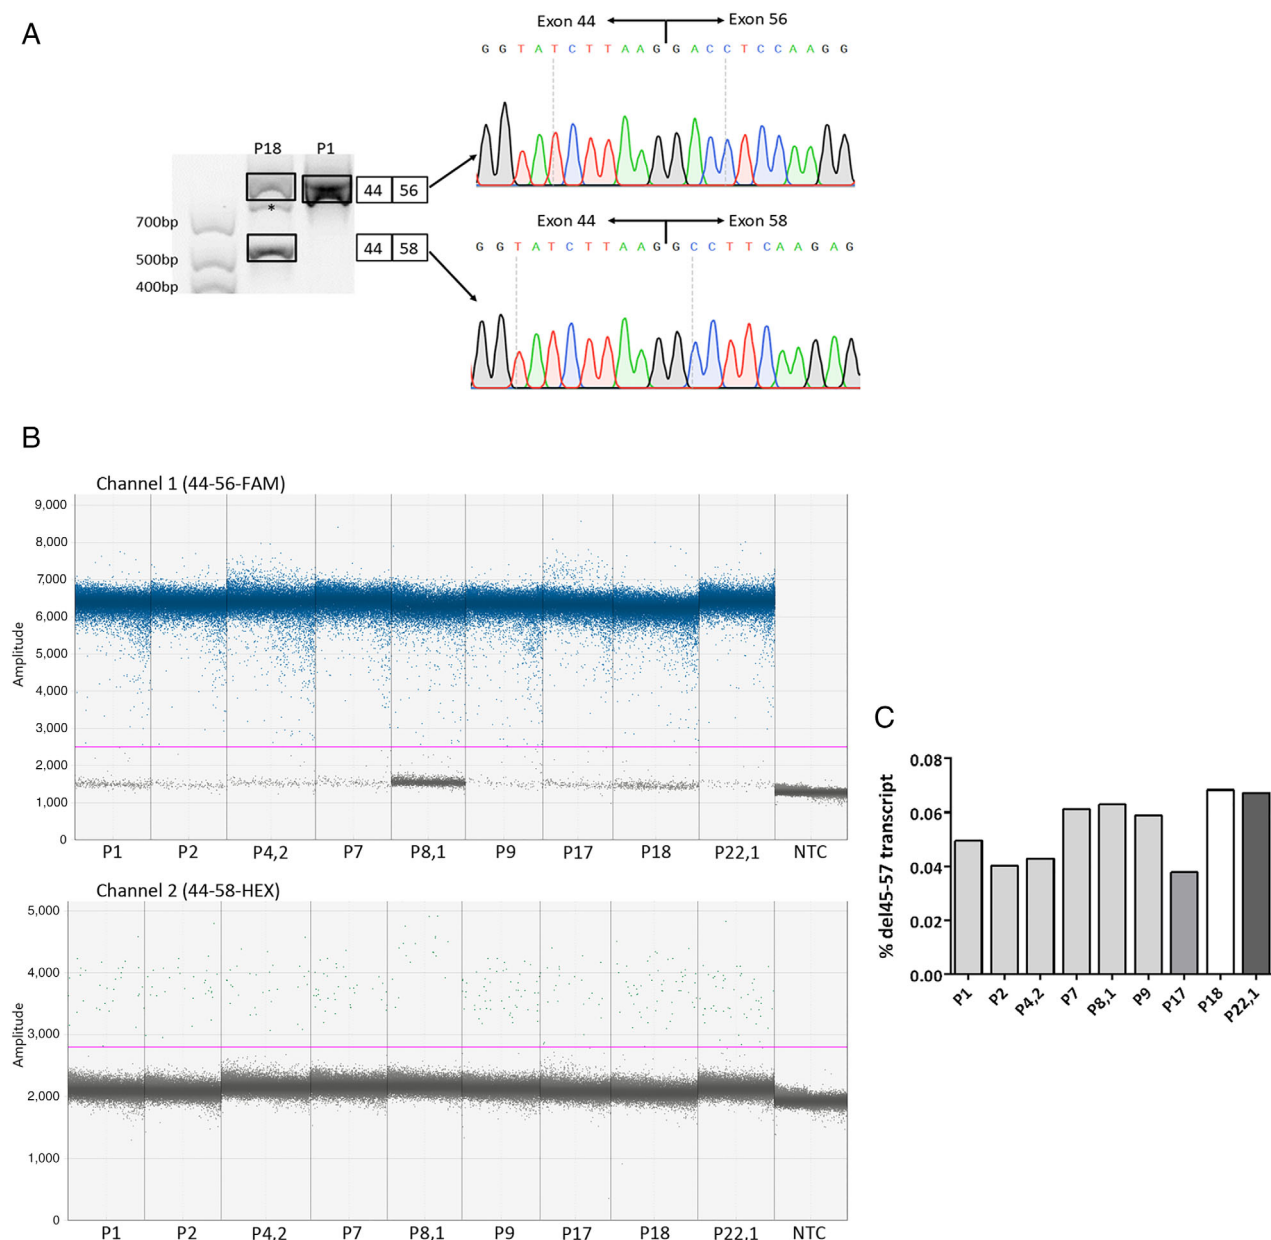 A
Exon 44 Exon 56
G G T A T C T T A A G G A C C T C C A A G G
P18 P1
44 56
*
700bp
500bp
400bp
44 58
Exon 44 Exon 58
G G T A T C T T A A G G C C T T C A A G A G
B
Channel 1 (44-56-FAM)
Amplitude
9,000
8,000
7,000
6,000
5,000
4,000
3,000
2,000
1,000
0
P1 P2 P4,2 P7 P8,1 P9 P17 P18 P22,1 NTC
Channel 2 (44-58-HEX)
Amplitude
5,000
4,000
3,000
2,000
1,000
0
P1 P2 P4,2 P7 P8,1 P9 P17 P18 P22,1 NTC
C
% del45-57 transcript
0.08
0.06
0.04
0.02
0.00
P1 P2 P4,2 P7 P8,1 P9 P17 P18 P22,1